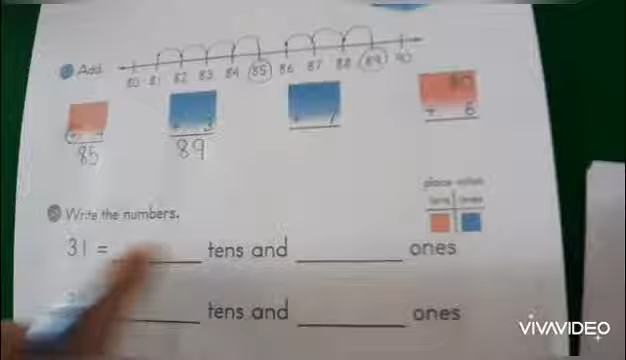 Add.
80 81 82 83 84 85 86 87 88 89 90
+ 3 + 6
85 89
place value
tens ones
Write the numbers.
31 = ______ tens and ______ ones
______ tens and ______ ones
VIVAVIDEO